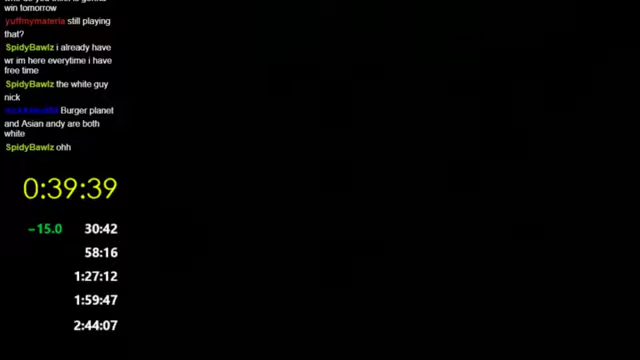 win tomorrow
yuffmymateria still playing
that?
SpidyBawlz i already have
wr im here everytime i have
free time
SpidyBawlz the white guy
nick
Burger planet
and Asian andy are both
white
SpidyBawlz ohh
0:39:39
−15.0 30:42
58:16
1:27:12
1:59:47
2:44:07